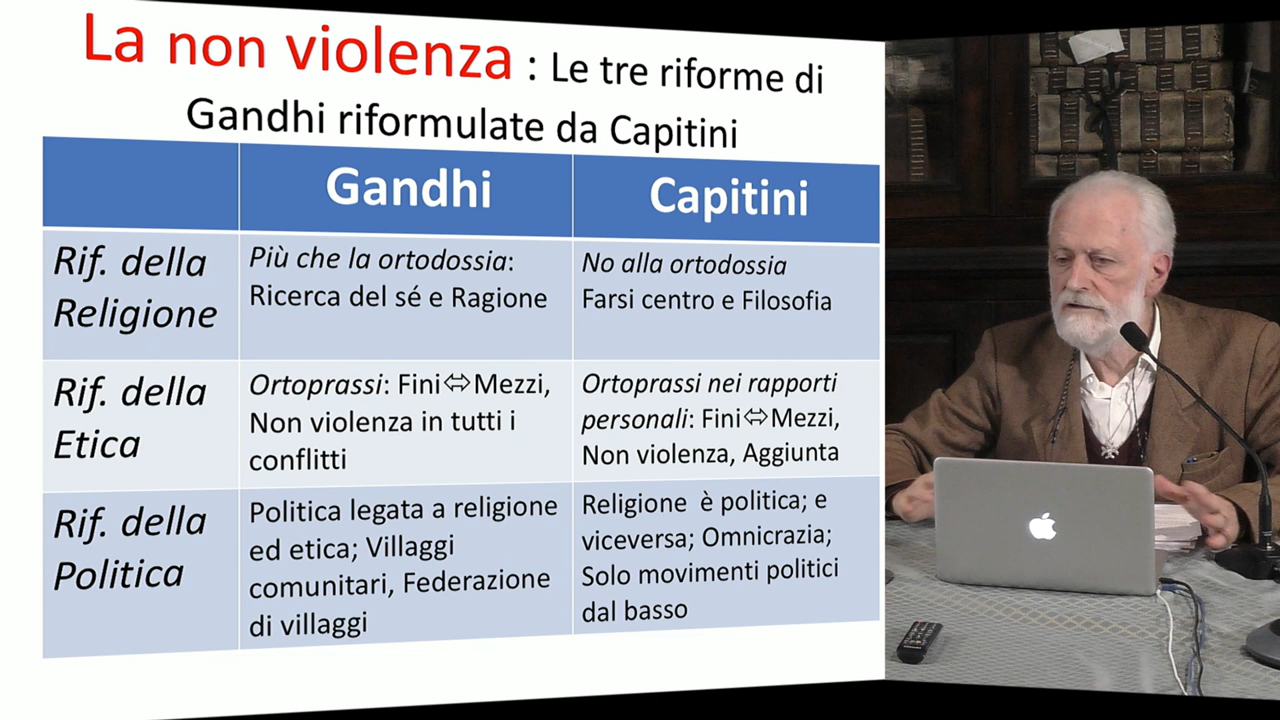 La non violenza : Le tre riforme di
Gandhi riformulate da Capitini
Gandhi
Capitini
Rif. della
Religione
Più che la ortodossia:
Ricerca del sé e Ragione
No alla ortodossia
Farsi centro e Filosofia
Rif. della
Etica
Ortoprassi: Fini⇔Mezzi,
Non violenza in tutti i
conflitti
Ortoprassi nei rapporti
personali: Fini⇔Mezzi,
Non violenza, Aggiunta
Rif. della
Politica
Politica legata a religione
ed etica; Villaggi
comunitari, Federazione
di villaggi
Religione è politica; e
viceversa; Omnicrazia;
Solo movimenti politici
dal basso